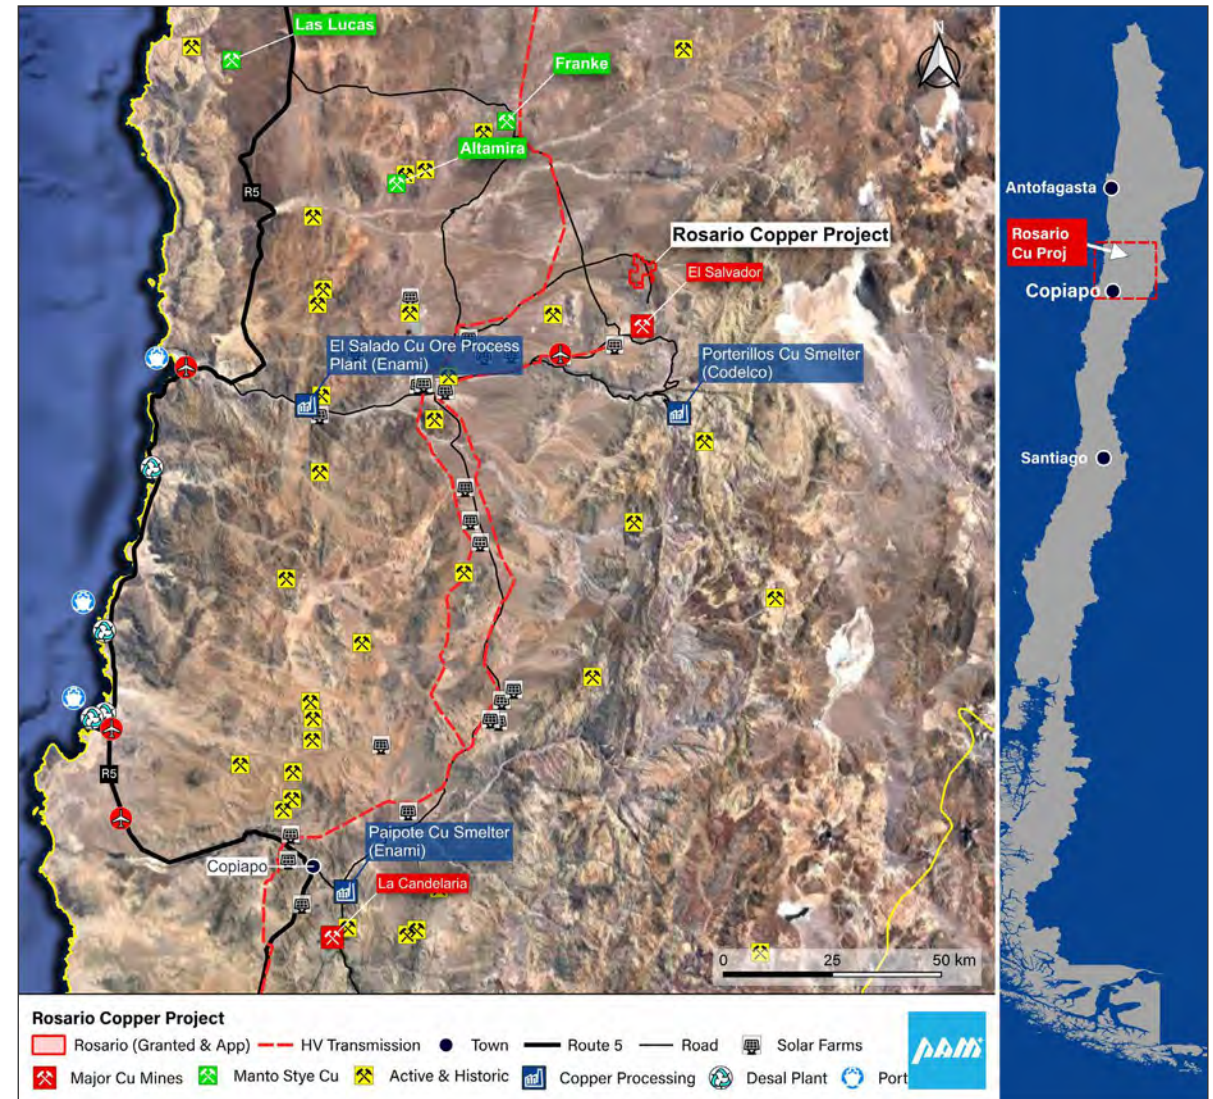 Las Lucas
N
Franke
Altamira
R5
Rosario Copper Project
El Salvador
El Salado Cu Ore Process
Plant (Enami)
Porterillos Cu Smelter
(Codelco)
R5
Paipote Cu Smelter
(Enami)
Copiapo
La Candelaria
0 25 50 km
Antofagasta
Rosario
Cu Proj
Copiapo
Santiago
Rosario Copper Project
Rosario (Granted & App) HV Transmission Town Route 5 Road Solar Farms
Major Cu Mines Manto Stye Cu Active & Historic Copper Processing Desal Plant Port
PAM